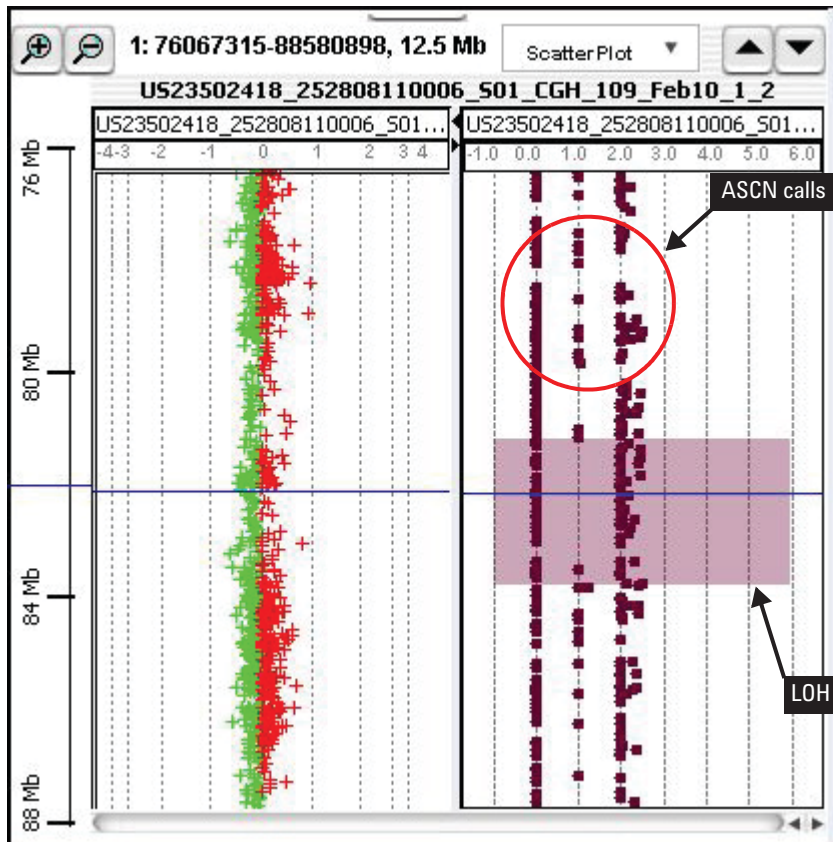 1: 76067315-88580898, 12.5 Mb
ScatterPlot
US23502418_252808110006_S01_CGH_109_Feb10_1_2
US23502418_252808110006_S01...
US23502418_252808110006_S01...
-4-3 -2 -1 0 1 2 3 4
-1.0 0.0 1.0 2.0 3.0 4.0 5.0 6.0
76 Mb
ASCN calls
80 Mb
84 Mb
LOH
88 Mb